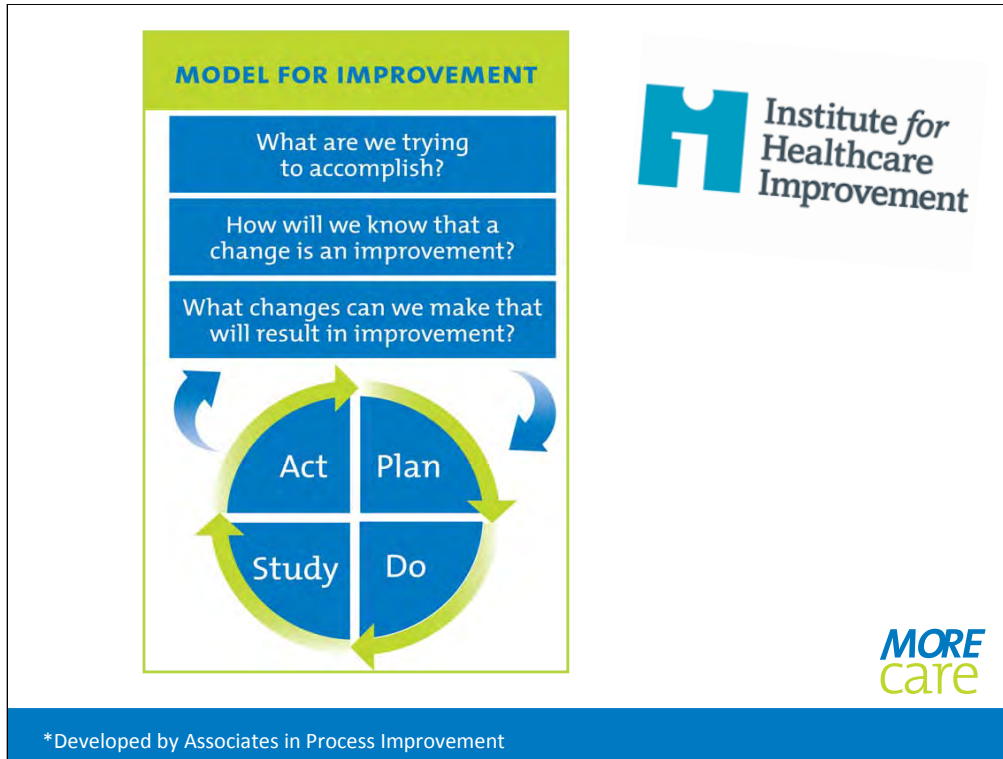 MODEL FOR IMPROVEMENT
What are we trying
to accomplish?
How will we know that a
change is an improvement?
What changes can we make that
will result in improvement?
Act
Plan
Study
Do
Institute for
Healthcare
Improvement
MORE
care
*Developed by Associates in Process Improvement